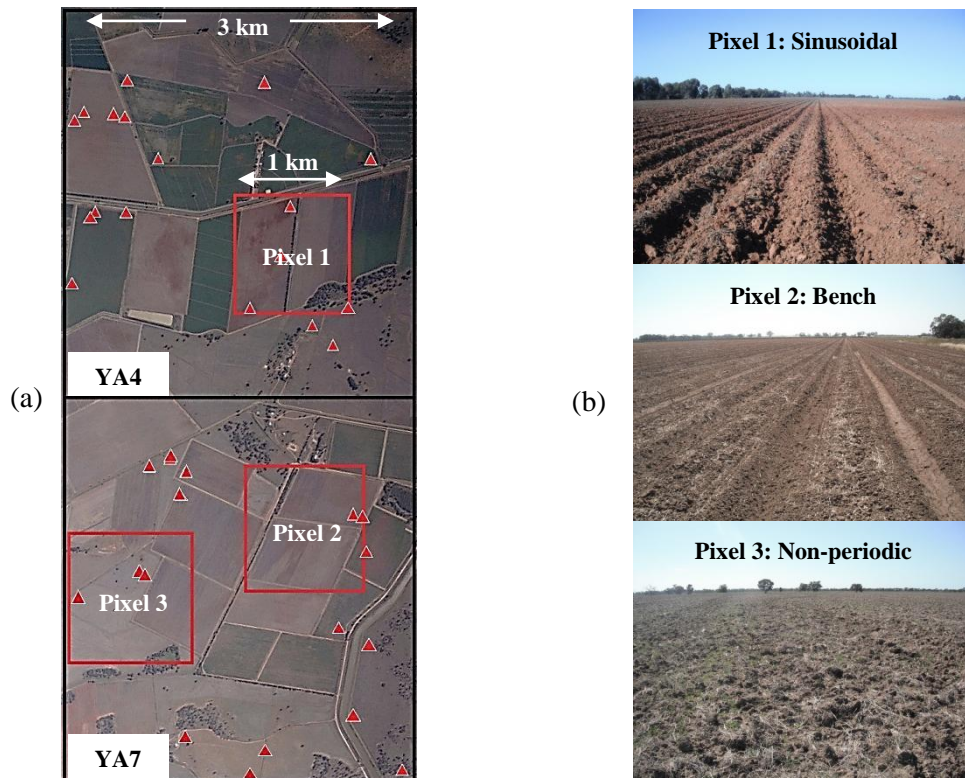 (a)
3 km
1 km
Pixel 1
YA4
Pixel 2
Pixel 3
YA7
(b)
Pixel 1: Sinusoidal
Pixel 2: Bench
Pixel 3: Non-periodic